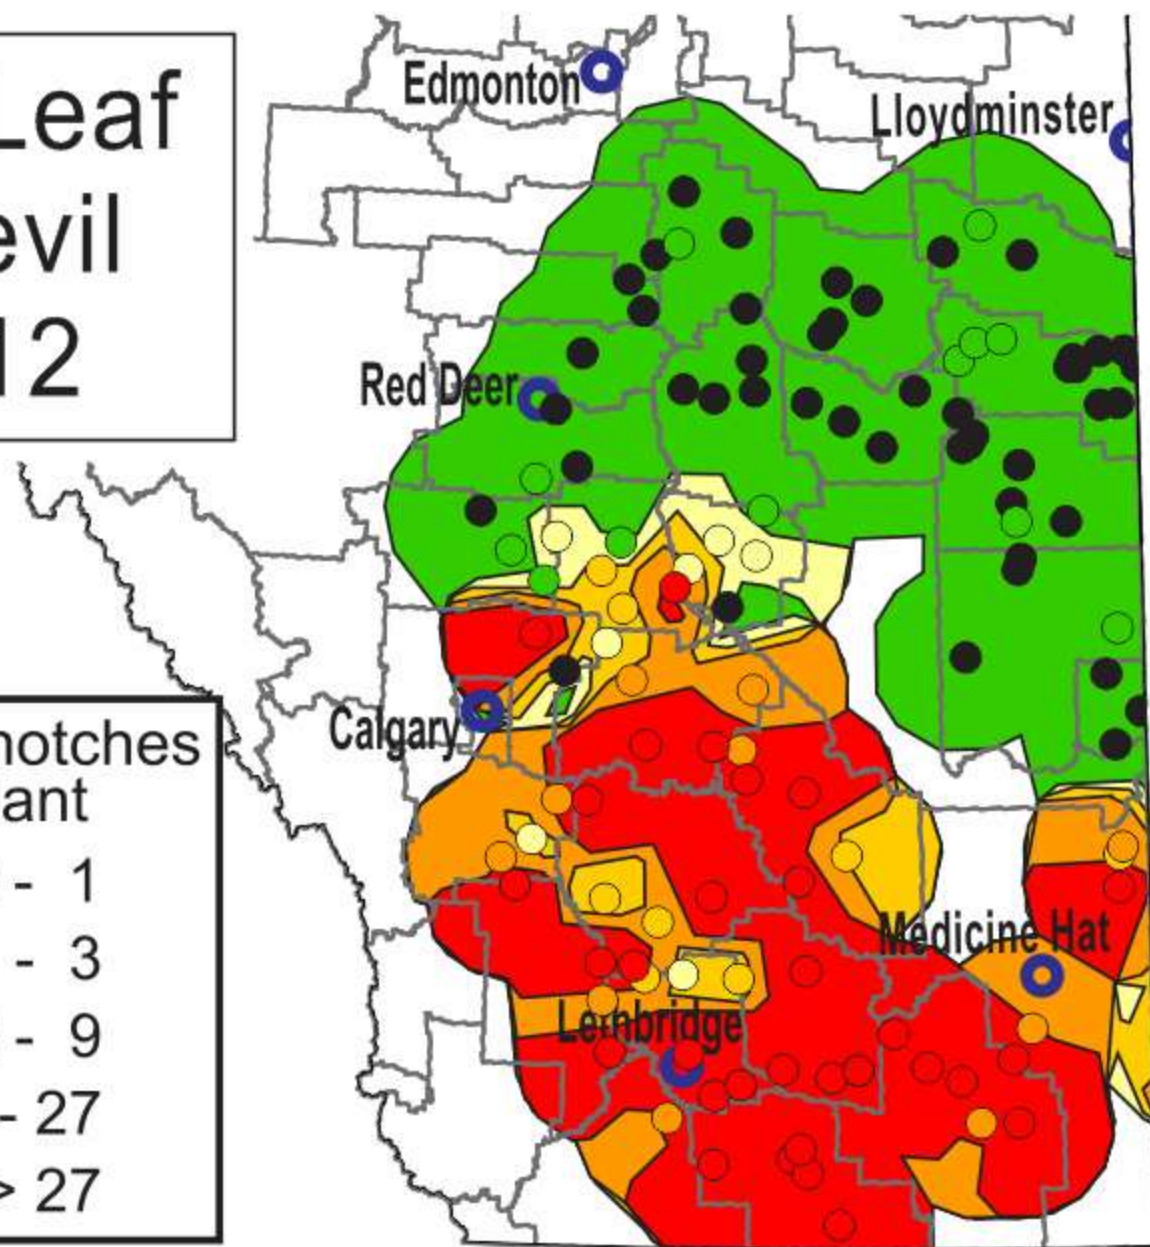 Leaf
evil
12
Edmonton
Lloydminster
Red Deer
Calgary
Medicine Hat
Lethbridge
notches
ant
- 1
- 3
- 9
- 27
> 27